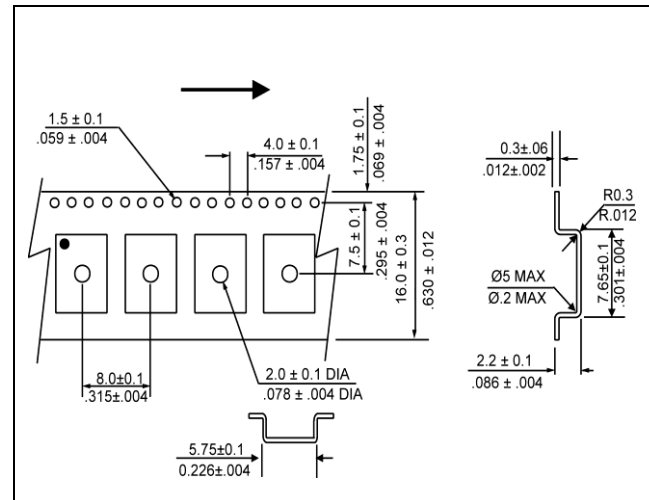 1.5 ± 0.1
.059 ± .004
4.0 ± 0.1
.157 ± .004
1.75 ± 0.1
.069 ± .004
7.5 ± 0.1
.295 ± .004
16.0 ± 0.3
.630 ± .012
8.0±0.1
.315±.004
2.0 ± 0.1 DIA
.078 ± .004 DIA
5.75±0.1
0.226±.004
0.3±.06
.012±.002
R0.3
R.012
Ø5 MAX
Ø.2 MAX
7.65±0.1
.301±.004
2.2 ± 0.1
.086 ± .004